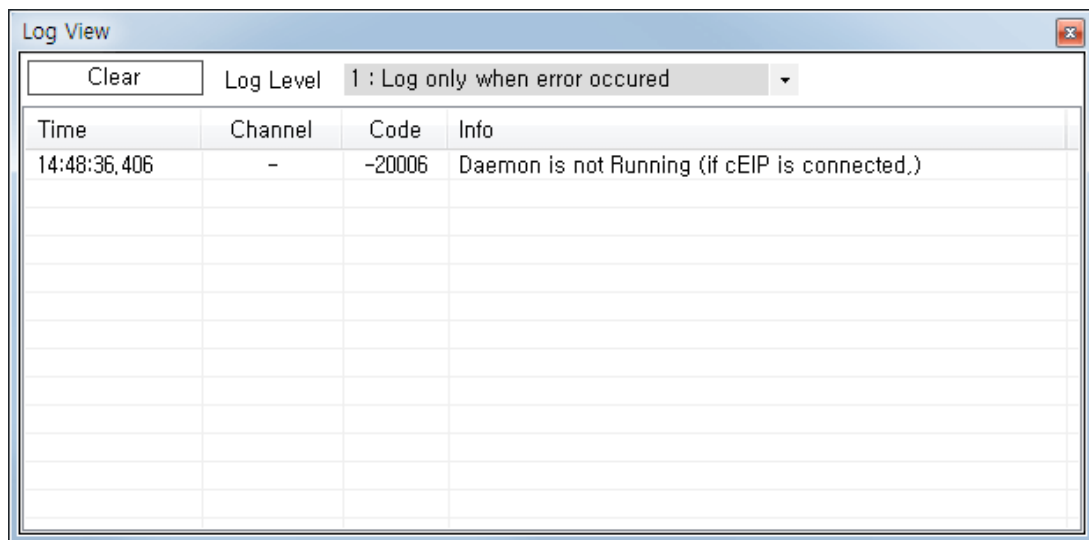 Log View
Clear Log Level 1 : Log only when error occured
Time Channel Code Info
14:48:36,406 - -20006 Daemon is not Running (if cEIP is connected,)